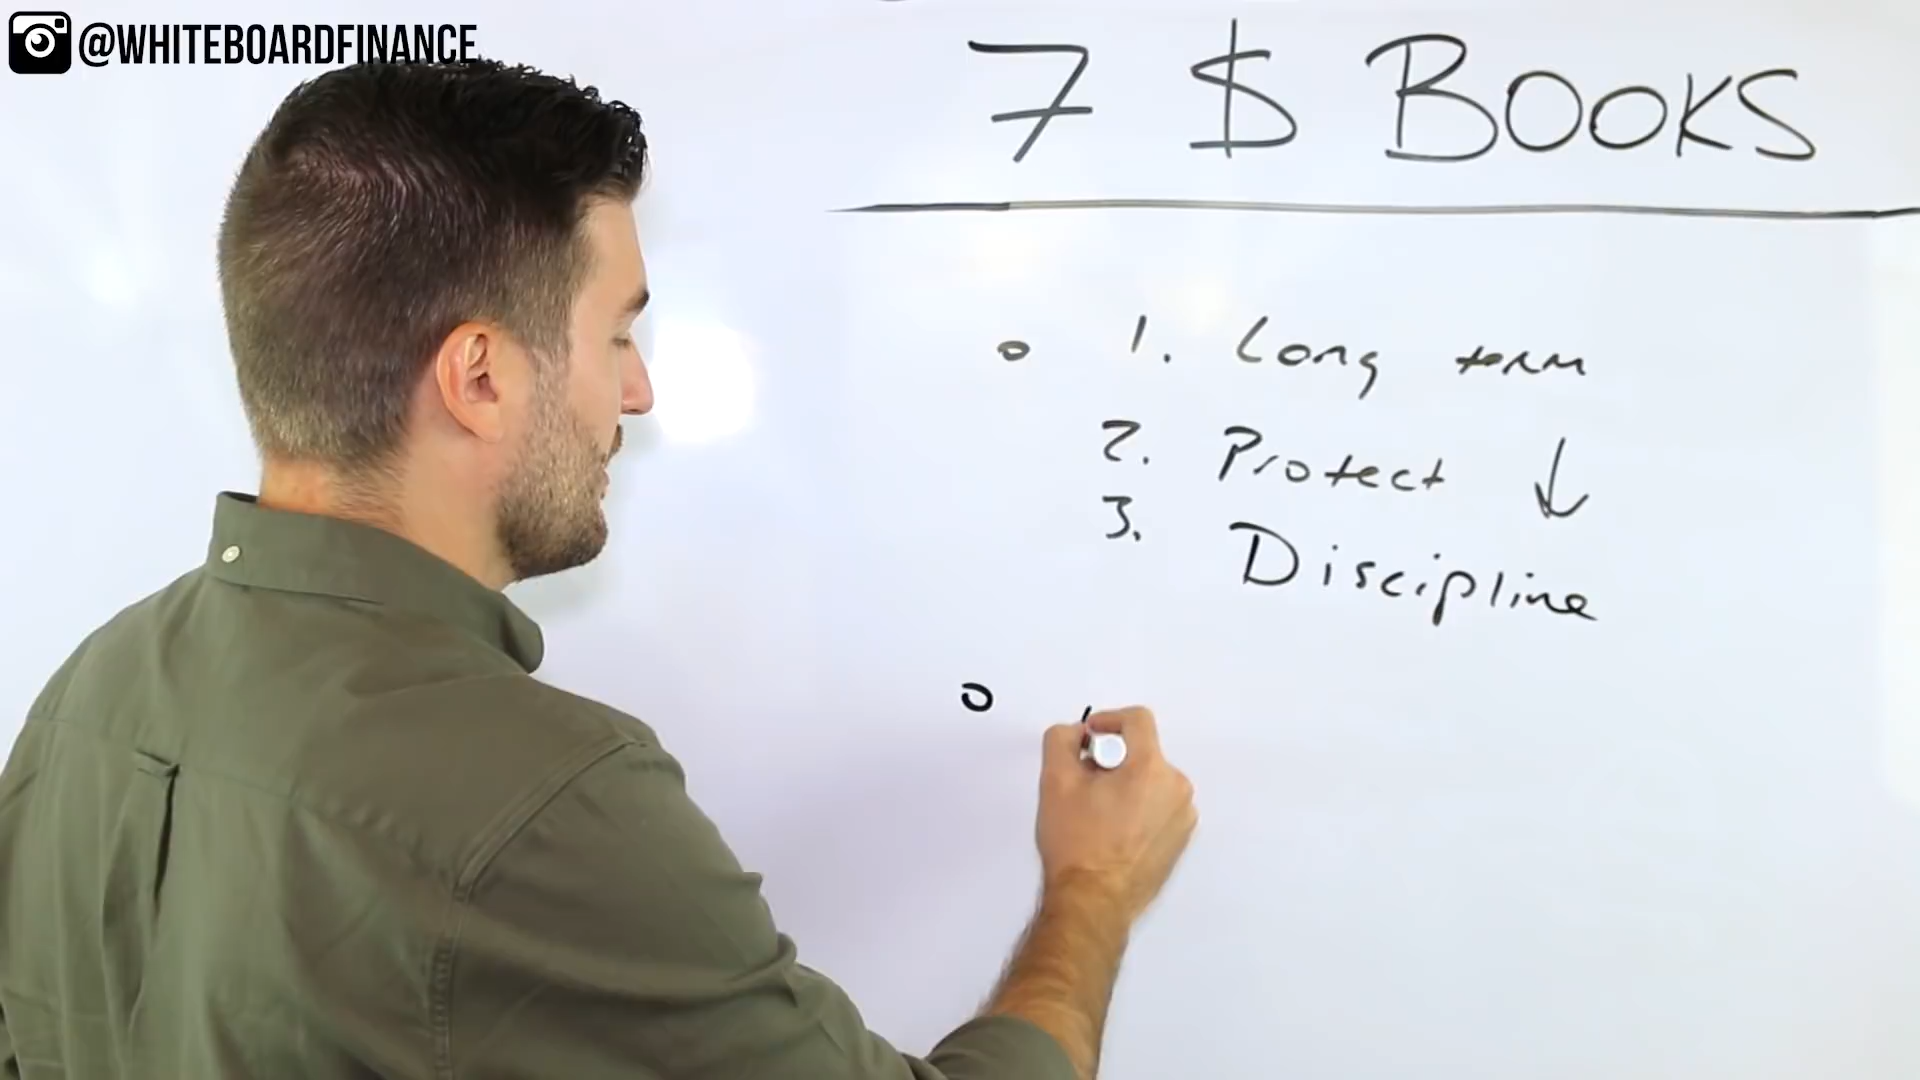 @WHITEBOARDFINANCE
7 $ BOOKS
1. Long term
2. Protect ↓
3. Discipline